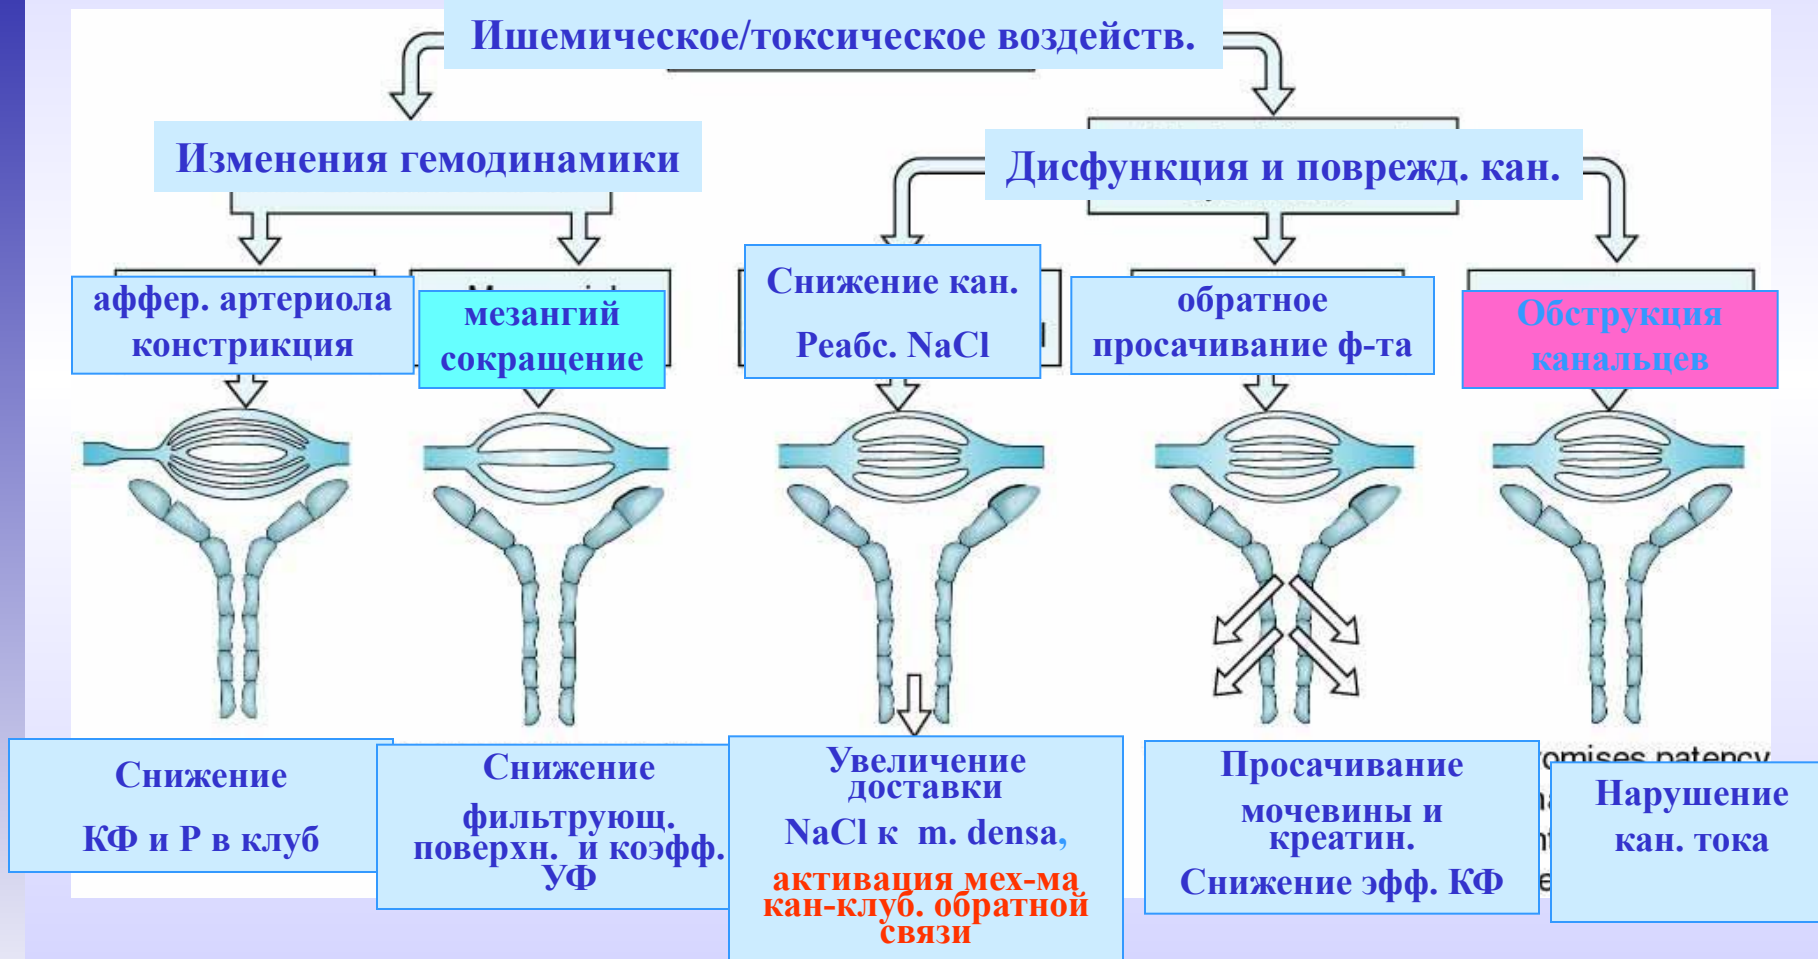 Ишемическое/токсическое воздейств.
Изменения гемодинамики
Дисфункция и поврежд. кан.
аффер. артериола
констрикция
мезангий
сокращение
Снижение кан.
Реабс. NaCl
обратное
просачивание ф-та
Обструкция
канальцев
Снижение
КФ и Р в клуб
Снижение
фильтрующ.
поверхн. и коэфф.
УФ
Увеличение
доставки
NaCl к m. densa,
активация мех-ма
кан-клуб. обратной
связи
Просачивание
мочевины и
креатин.
Снижение эфф. КФ
patency
Нарушение
кан. тока